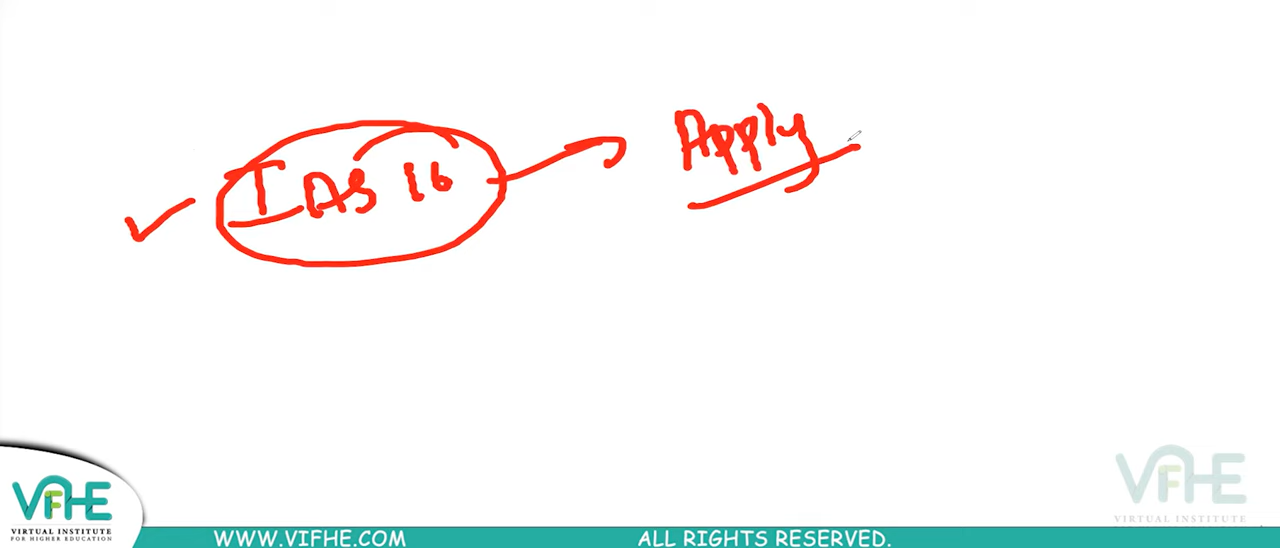 Apply
IAS 16
VIFHE
VIRTUAL INSTITUTE
FOR HIGHER EDUCATION
VIFHE
VIRTUAL INSTITUTE
WWW.VIFHE.COM
ALL RIGHTS RESERVED.